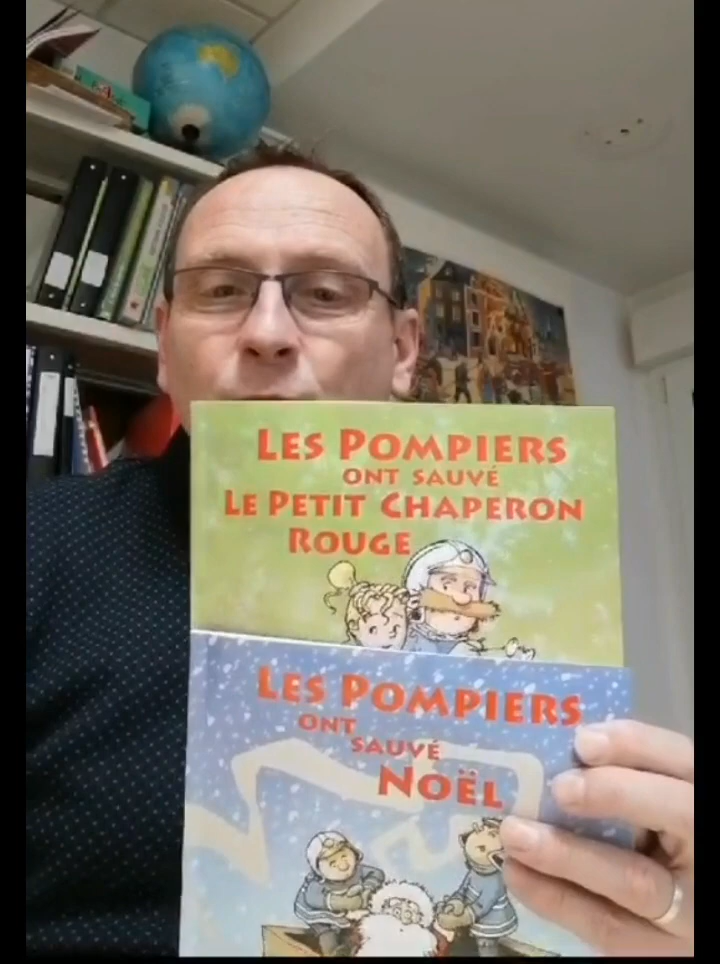 LES POMPIERS
ONT SAUVÉ
LE PETIT CHAPERON
ROUGE
LES POMPIERS
ONT
SAUVÉ
NOËL